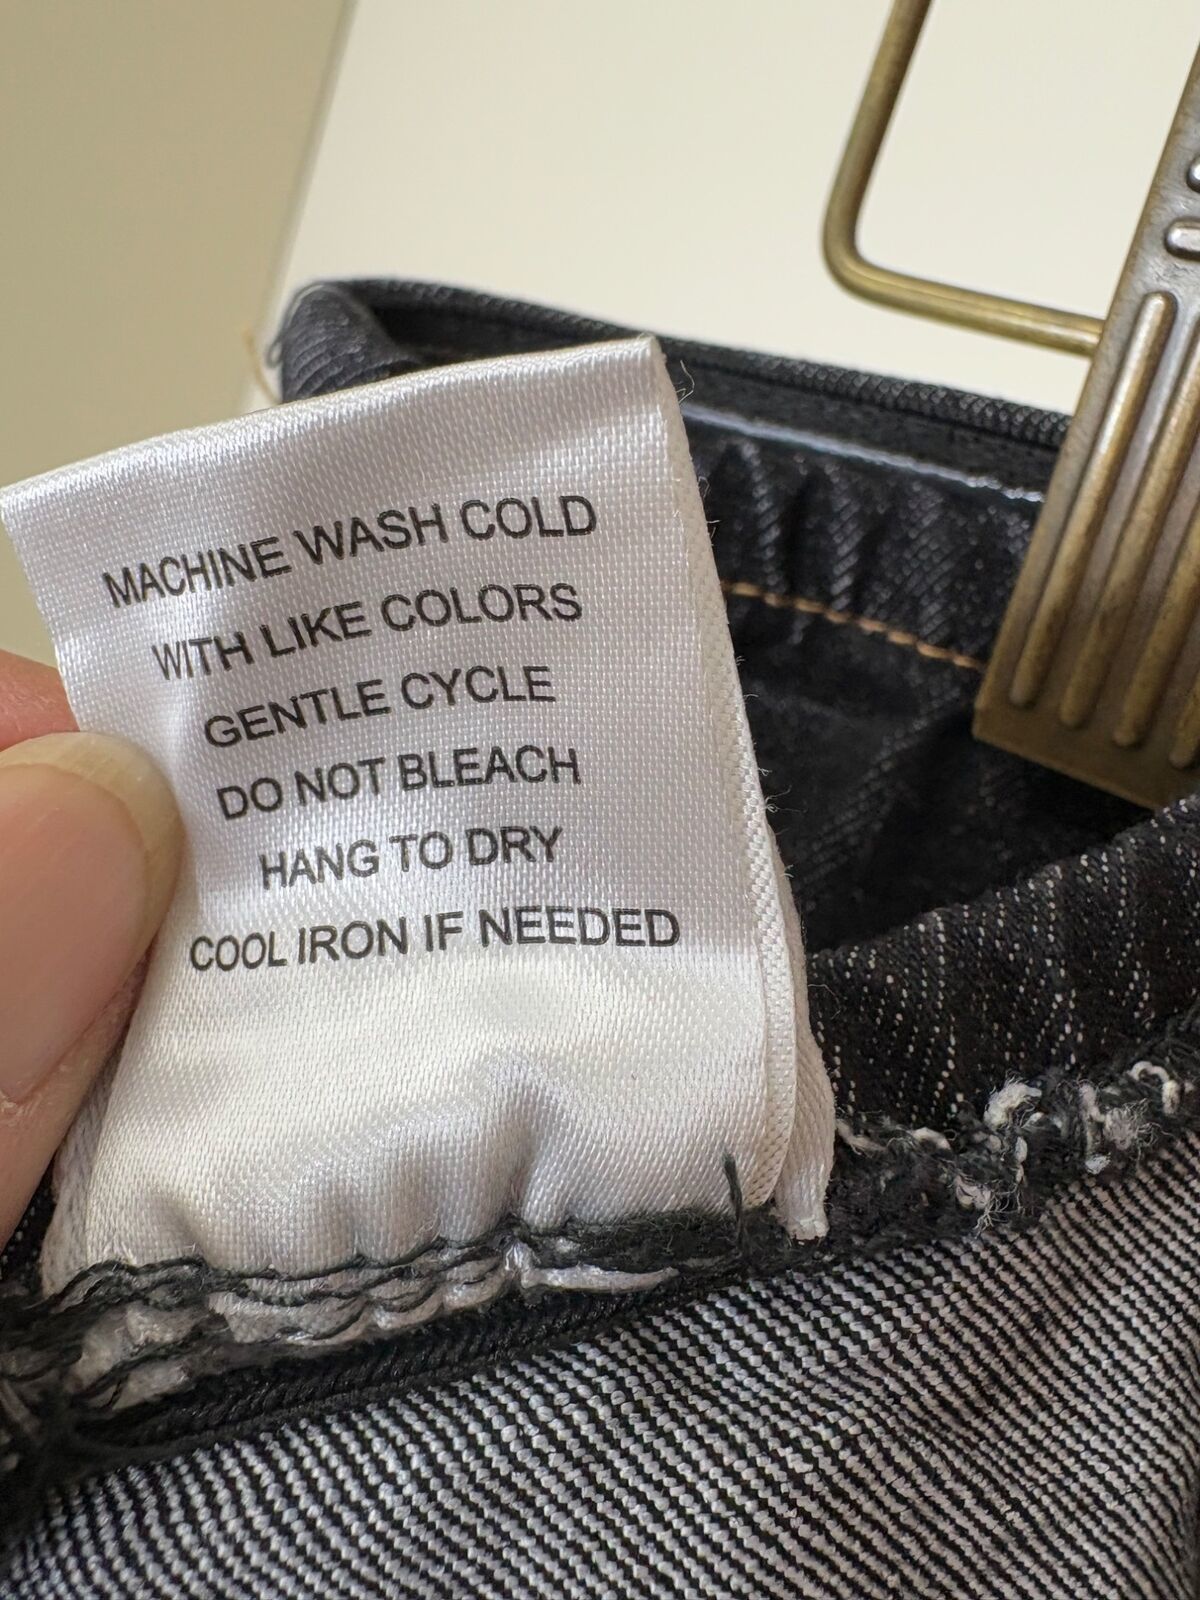 MACHINE WASH COLD
WITH LIKE COLORS
GENTLE CYCLE
DO NOT BLEACH
HANG TO DRY
COOL IRON IF NEEDED